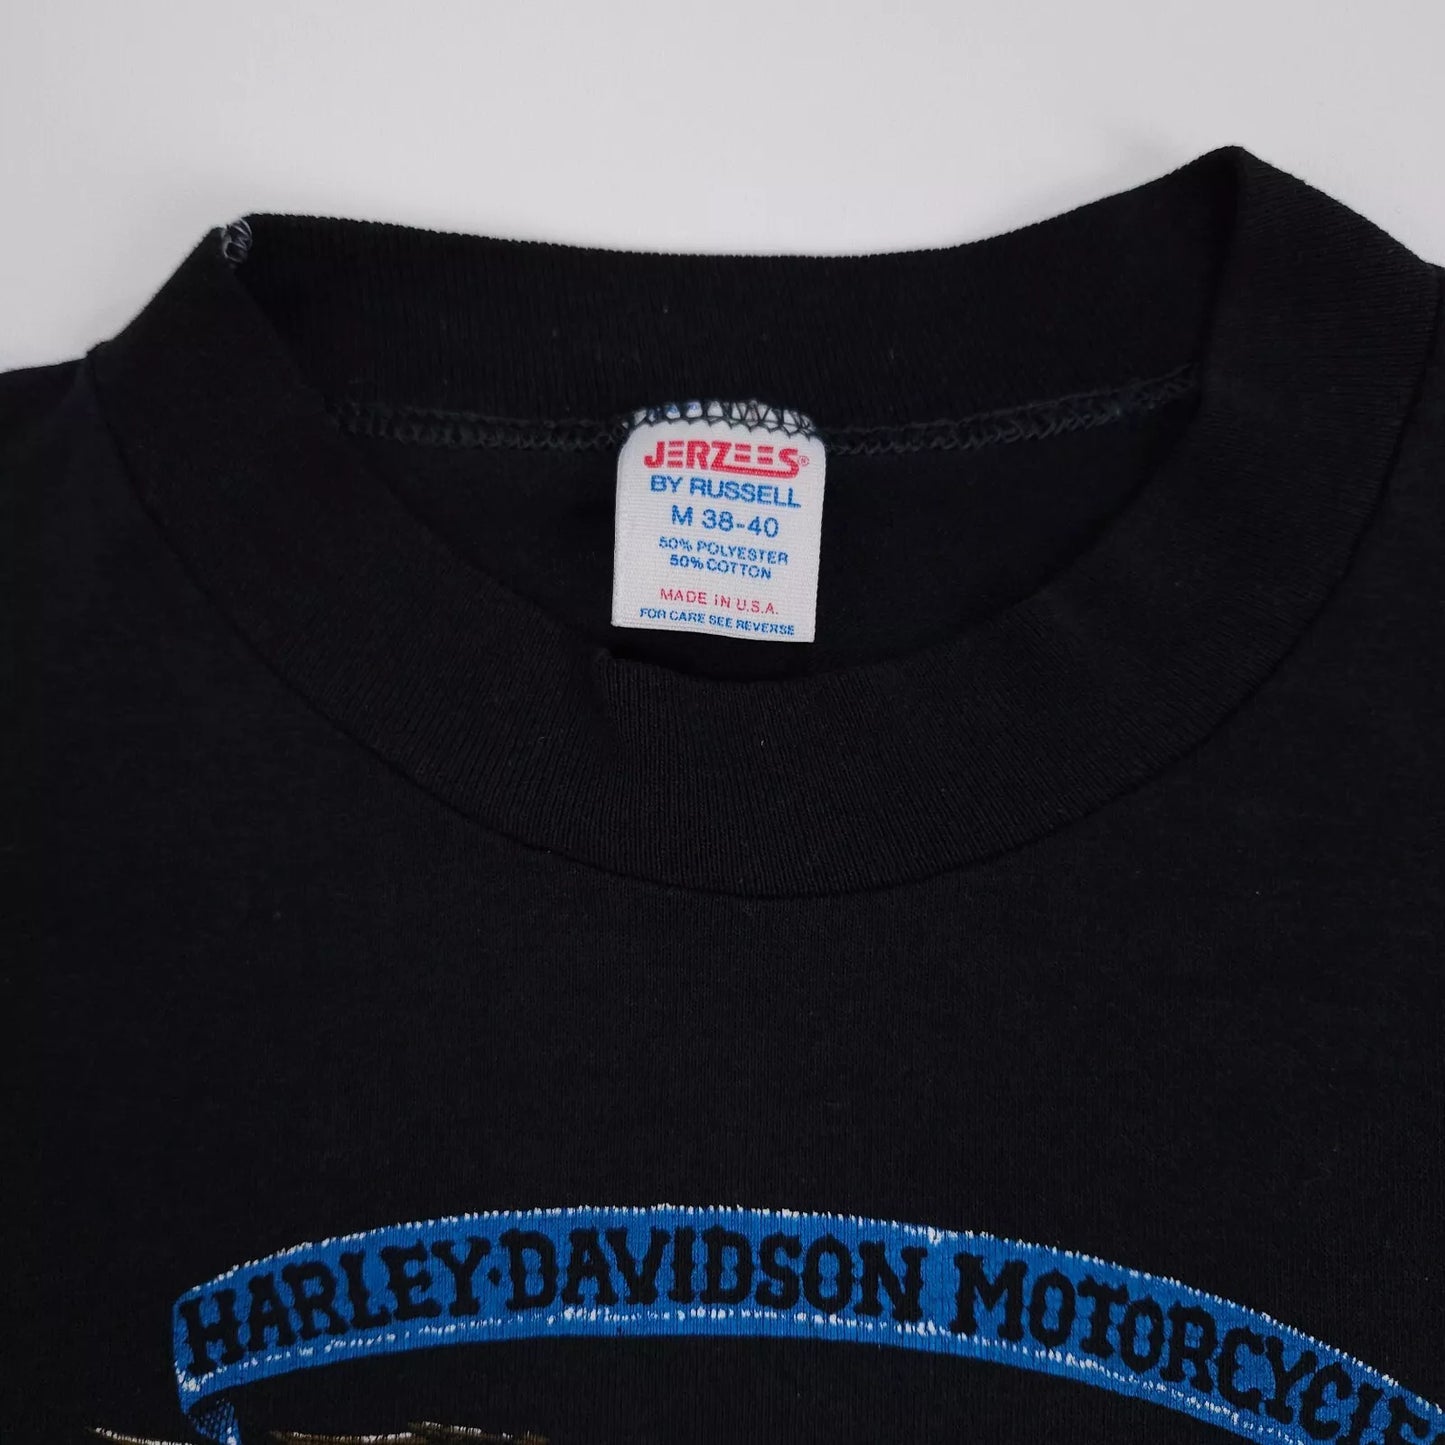 JERZEES®
BY RUSSELL
M 38-40
50% POLYESTER
50% COTTON
MADE IN U.S.A.
FOR CARE SEE REVERSE
HARLEY-DAVIDSON MOTORCYCLE